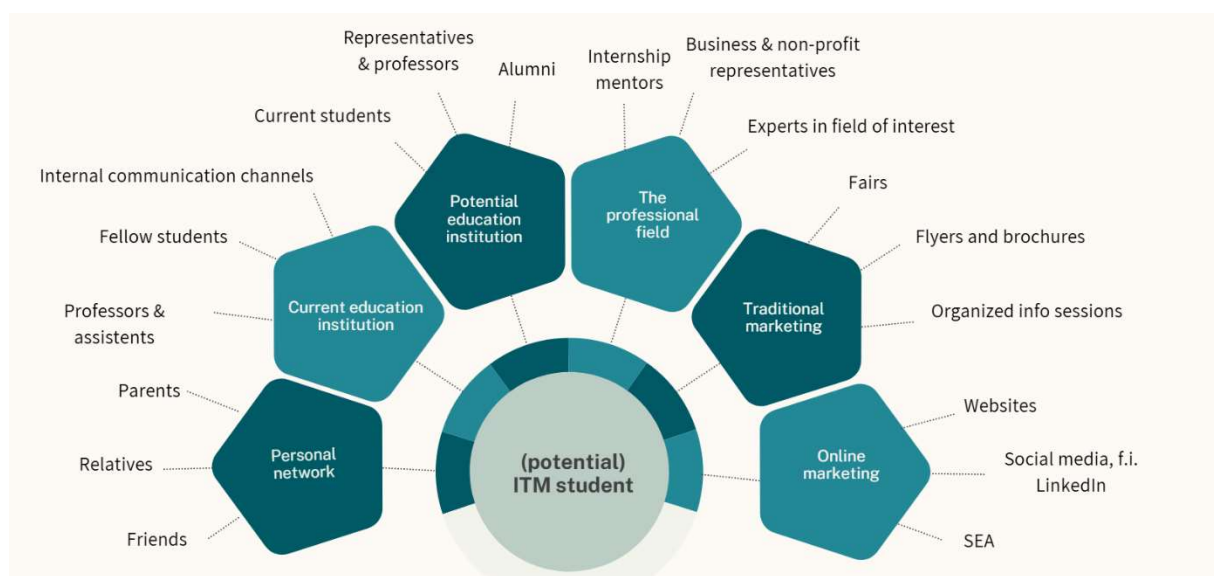 Representatives
& professors
Alumni
Internship
mentors
Business & non-profit
representatives
Current students
Experts in field of interest
Internal communication channels
Fairs
Potential
education
institution
The
professional
field
Fellow students
Flyers and brochures
Current education
institution
Traditional
marketing
Professors &
assistents
Organized info sessions
Parents
Websites
Relatives
Personal
network
(potential)
ITM student
Online
marketing
Social media, f.i.
LinkedIn
Friends
SEA